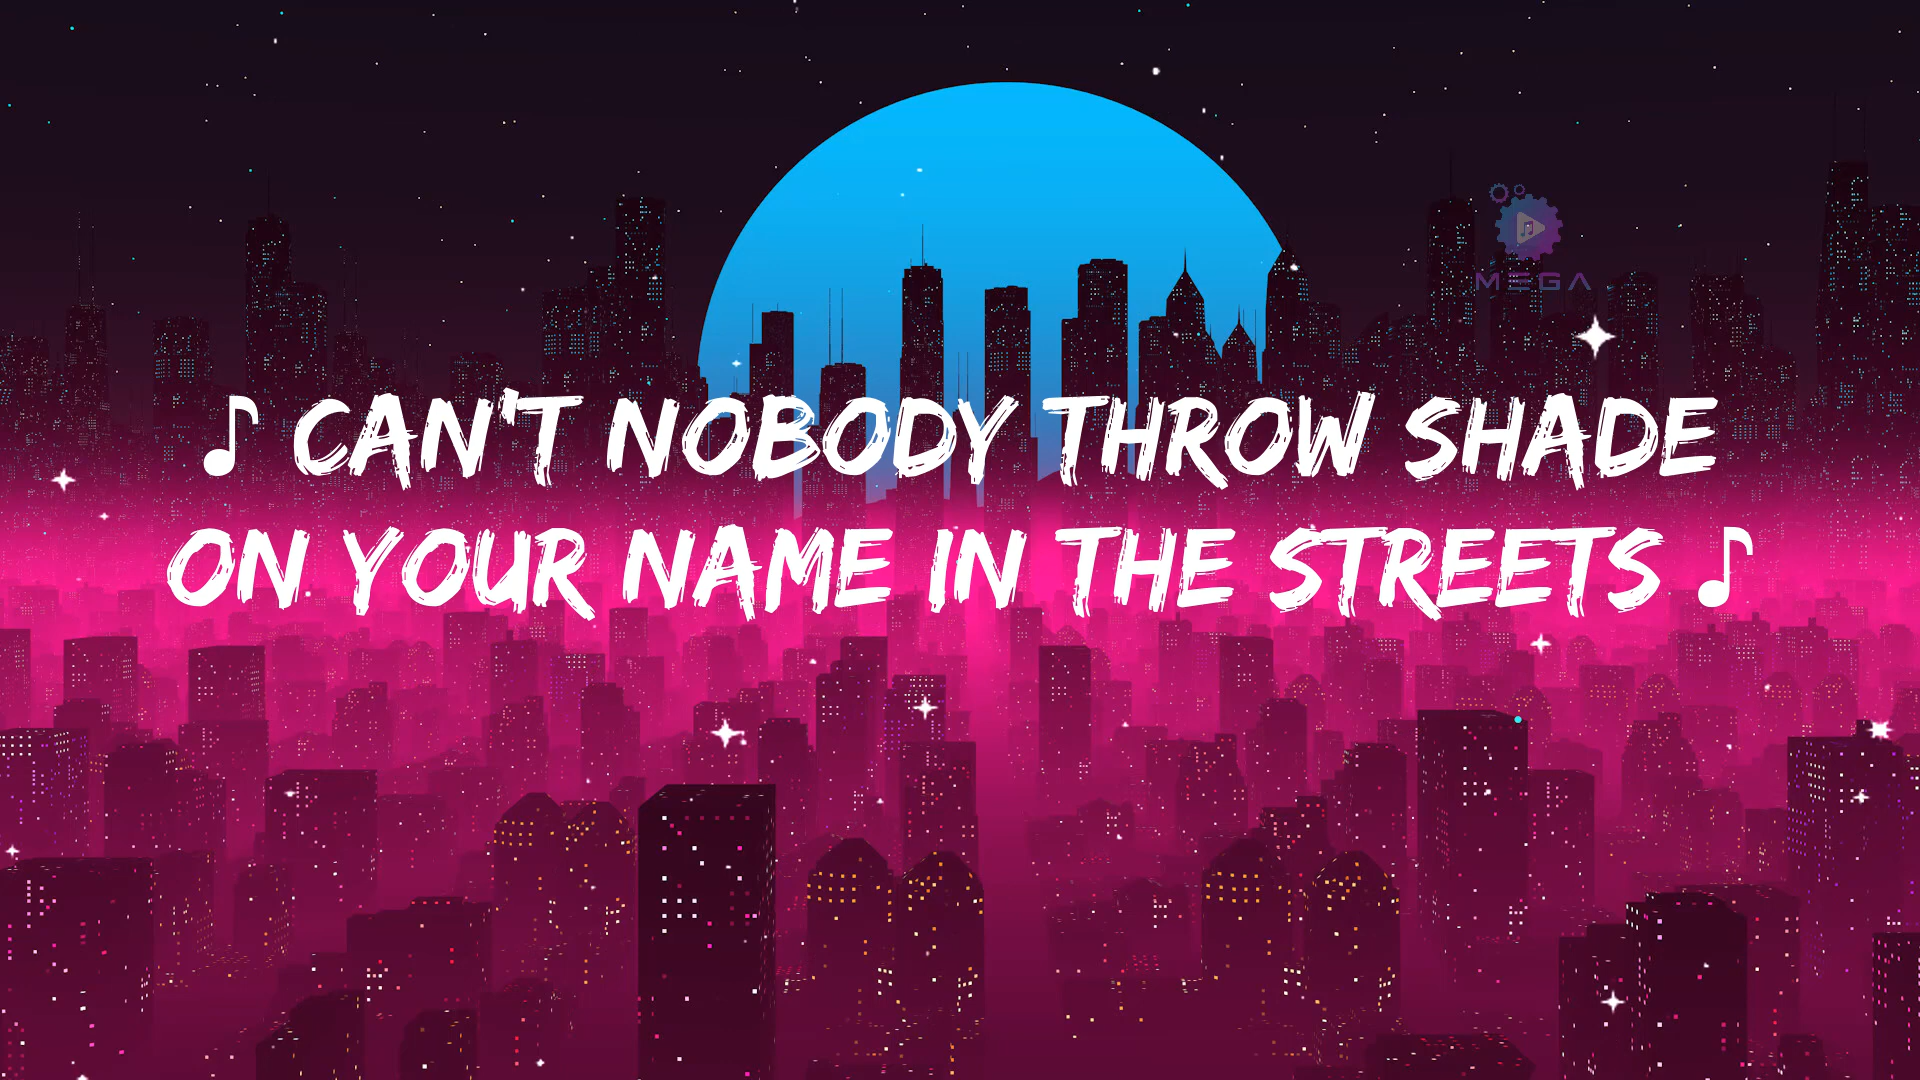 MEGA
♪ CAN'T NOBODY THROW SHADE
ON YOUR NAME IN THE STREETS ♪